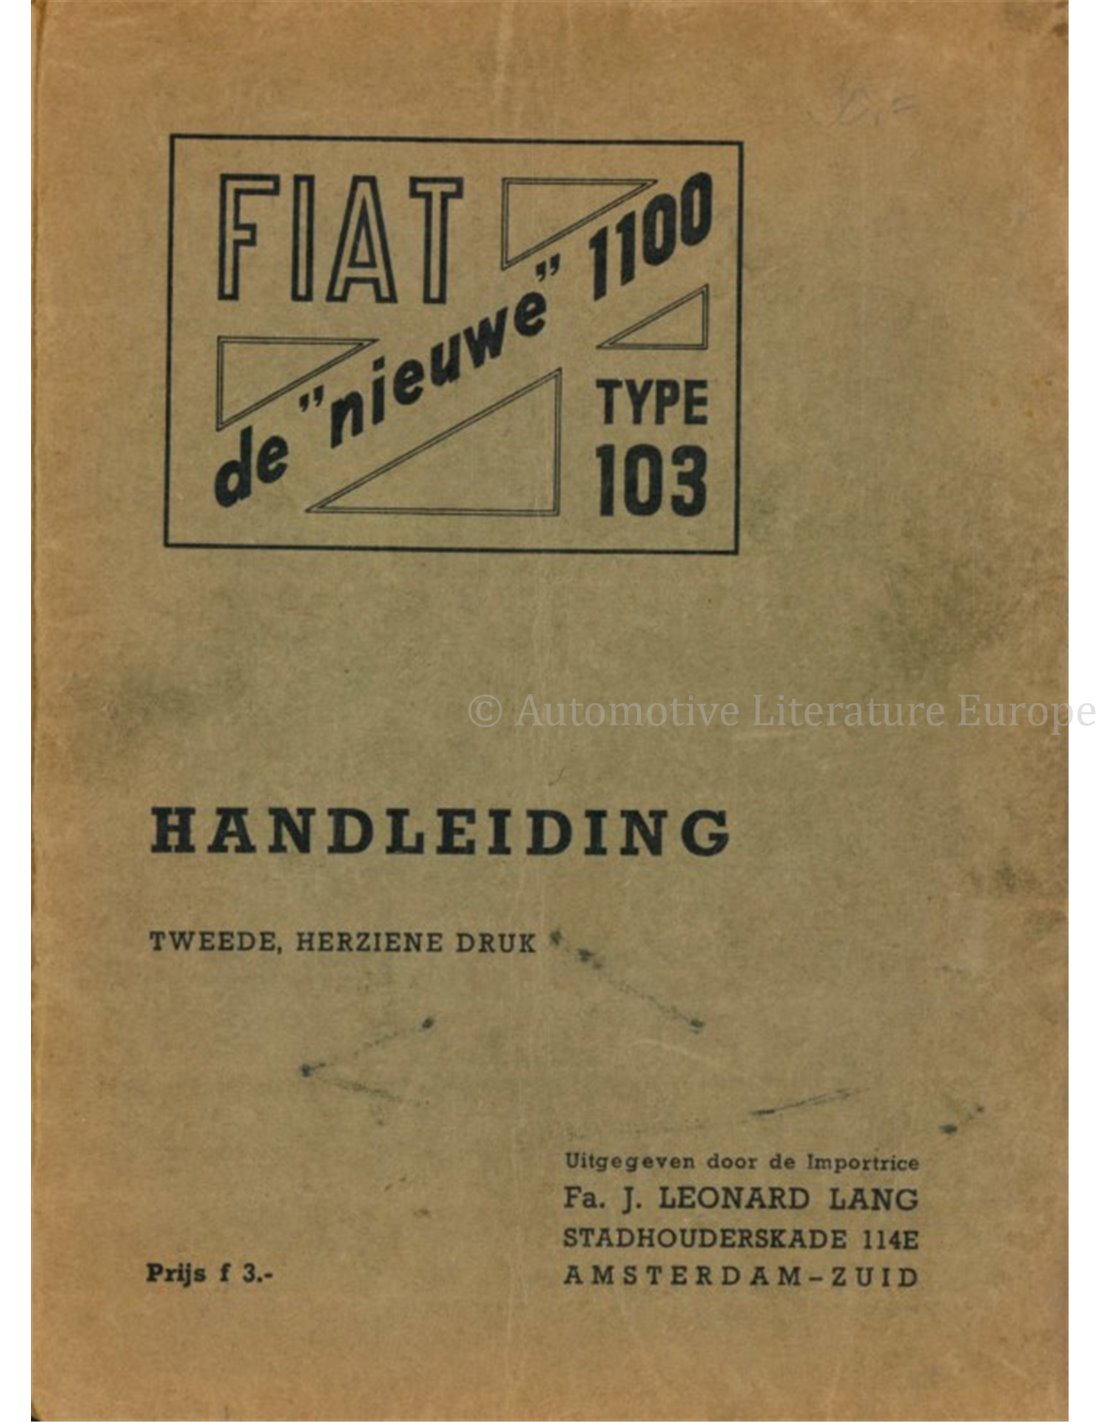 FIAT
de "nieuwe" 1100
TYPE
103
© Automotive Literature Europe
HANDLEIDING
TWEEDE, HERZIENE DRUK
Uitgegeven door de Importrice
Fa. J. LEONARD LANG
STADHOUDERSKADE 114E
AMSTERDAM-ZUID
Prijs f 3.-